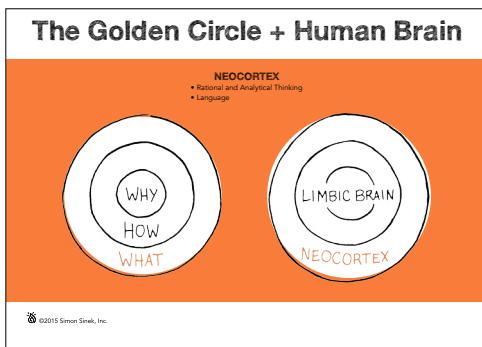 The Golden Circle + Human Brain
NEOCORTEX
• Rational and Analytical Thinking
• Language
WHY
HOW
WHAT
LIMBIC BRAIN
NEOCORTEX
©2015 Simon Sinek, Inc.